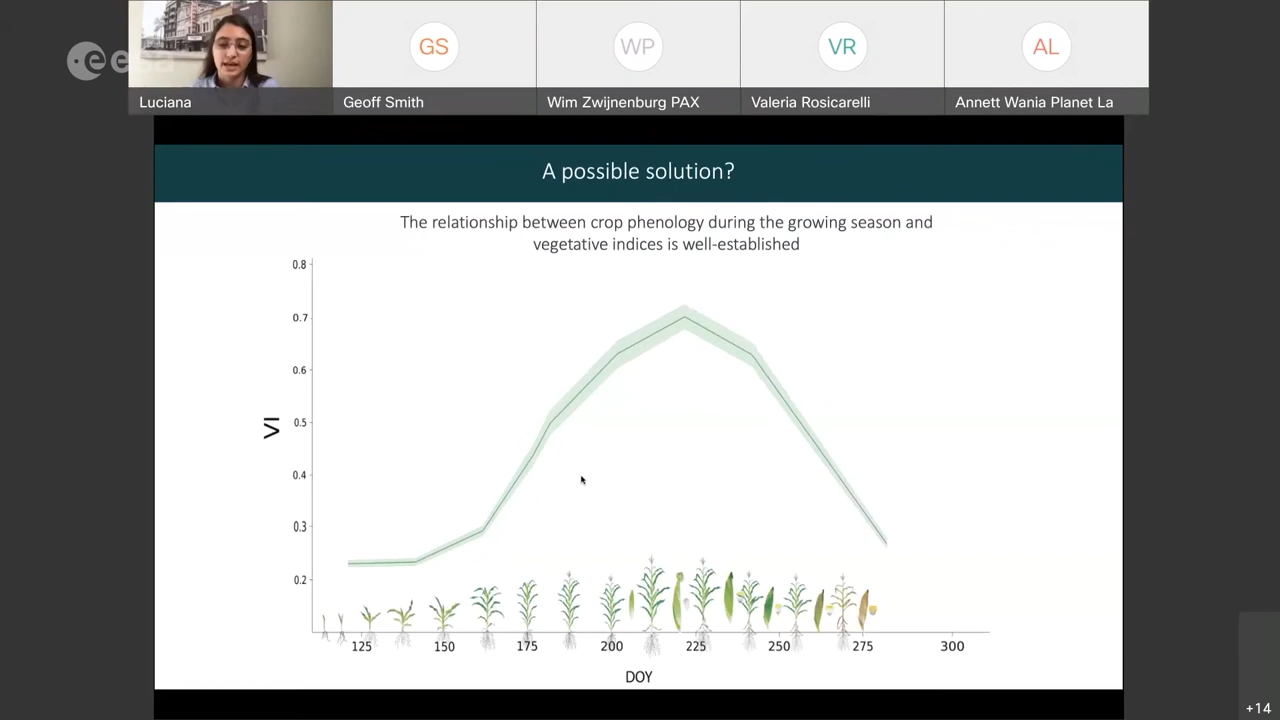 esa
GS
WP
VR
AL
Luciana
Geoff Smith
Wim Zwijnenburg PAX
Valeria Rosicarelli
Annett Wania Planet La
A possible solution?
The relationship between crop phenology during the growing season and
vegetative indices is well-established
0.8
0.7
0.6
0.5
0.4
0.3
0.2
VI
125 150 175 200 225 250 275 300
DOY
+14